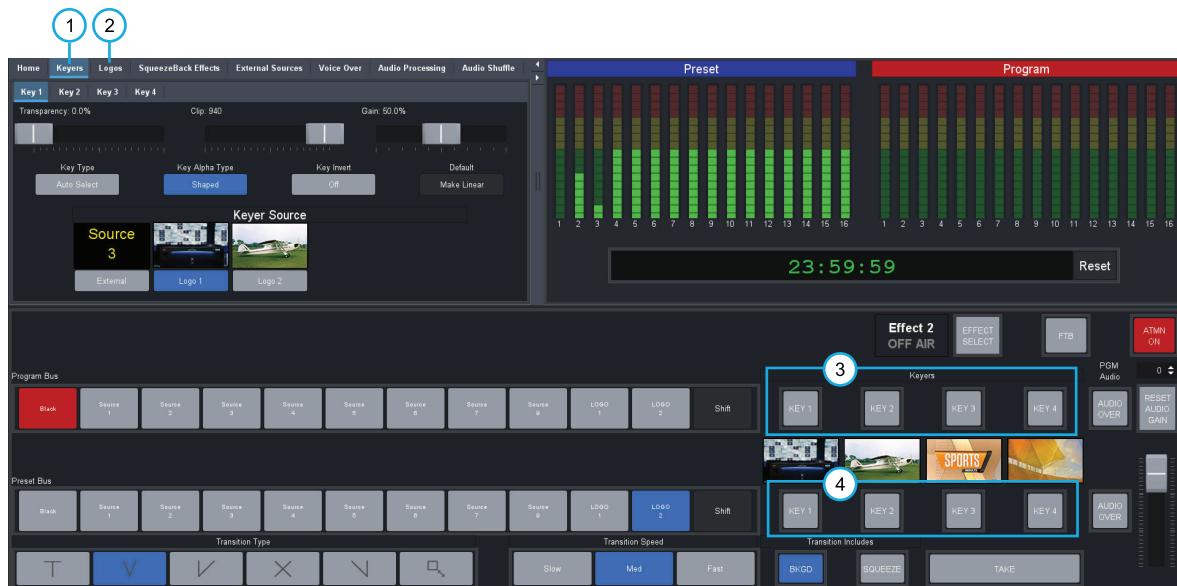 1 2
Home Keyers Logos SqueezeBack Effects External Sources Voice Over Audio Processing Audio Shuffle
Key 1 Key 2 Key 3 Key 4
Transparency: 0.0% Clip: 940 Gain: 50.0%
Key Type Key Alpha Type Key Invert Default
Auto Select Shaped Off Make Linear
Keyer Source
Source
3
External Logo 1 Logo 2
Preset Program
1 2 3 4 5 6 7 8 9 10 11 12 13 14 15 16 1 2 3 4 5 6 7 8 9 10 11 12 13 14 15 16
23:59:59 Reset
Effect 2
OFF AIR
EFFECT
SELECT
FTB
ATMN
ON
Program Bus
3
Keyers
PGM
Audio
0
Black Source 1 Source 2 Source 3 Source 4 Source 5 Source 6 Source 7 Source 8 LOGO 1 LOGO 2 Shift
KEY 1 KEY 2 KEY 3 KEY 4
AUDIO
OVER
RESET
AUDIO
GAIN
SPORTS
Preset Bus
4
Black Source 1 Source 2 Source 3 Source 4 Source 5 Source 6 Source 7 Source 8 LOGO 1 LOGO 2 Shift
KEY 1 KEY 2 KEY 3 KEY 4
AUDIO
OVER
Transition Type Transition Speed Transition Includes
Slow Med Fast BKGD SQUEEZE TAKE